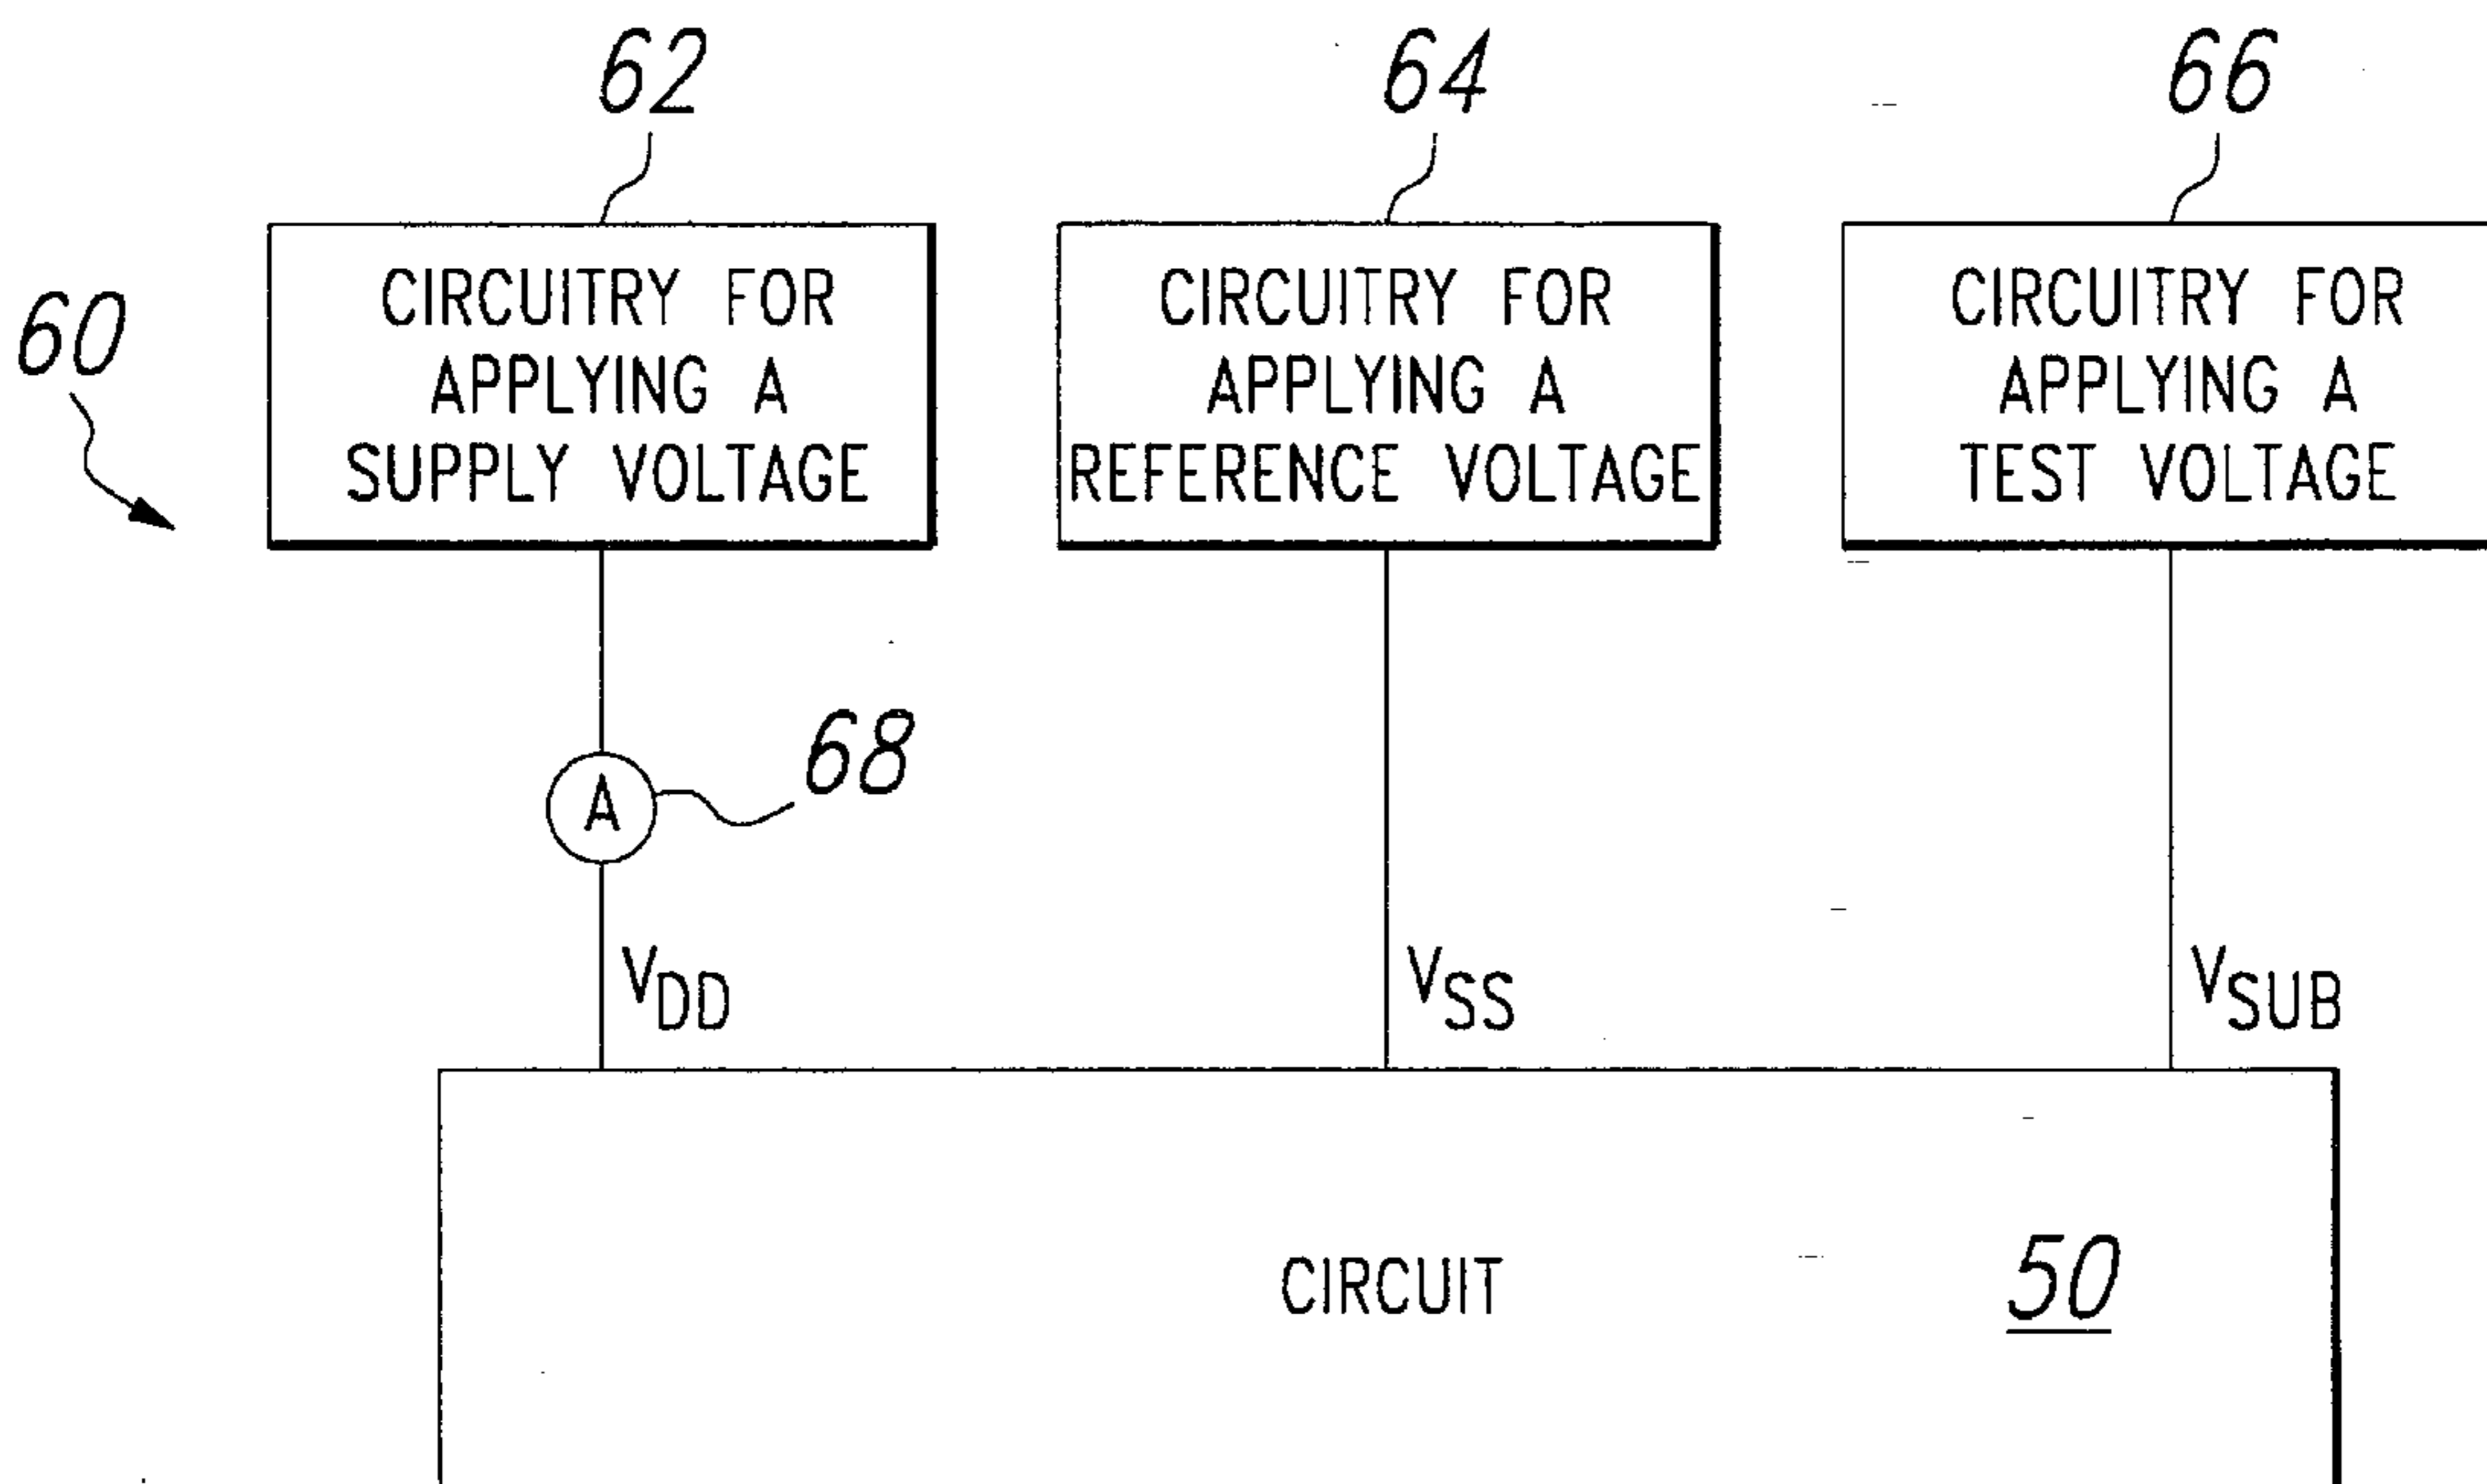 62
64
66
60
CIRCUITRY FOR
APPLYING A
SUPPLY VOLTAGE
CIRCUITRY FOR
APPLYING A
REFERENCE VOLTAGE
CIRCUITRY FOR
APPLYING A
TEST VOLTAGE
A
68
VDD
VSS
VSUB
CIRCUIT
50